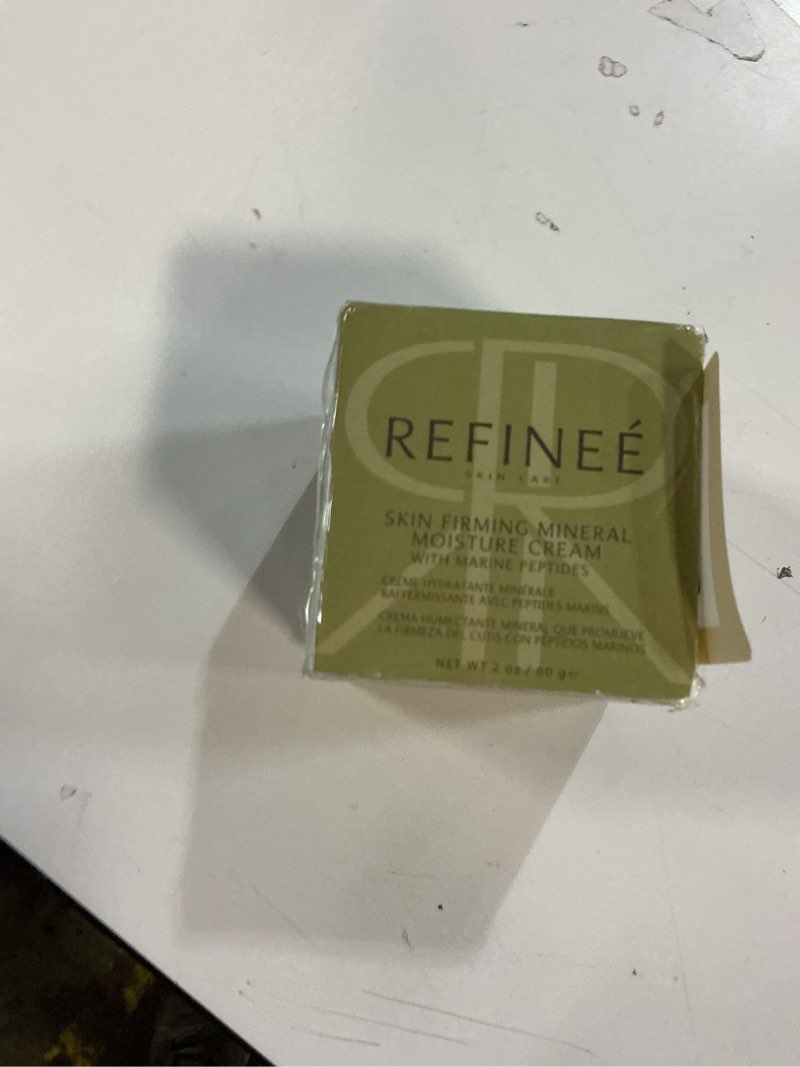 REFINEÉ
SKIN CARE
SKIN FIRMING MINERAL
MOISTURE CREAM
WITH MARINE PEPTIDES
CRÈME HYDRATANTE MINÉRALE
RAFFERMISSANTE AVEC PEPTIDES MARINS
CREMA HUMECTANTE MINERAL QUE PROMUEVE
LA FIRMEZA DEL CUTIS CON PÉPTIDOS MARINOS
NET WT 2 oz / 60 g℮